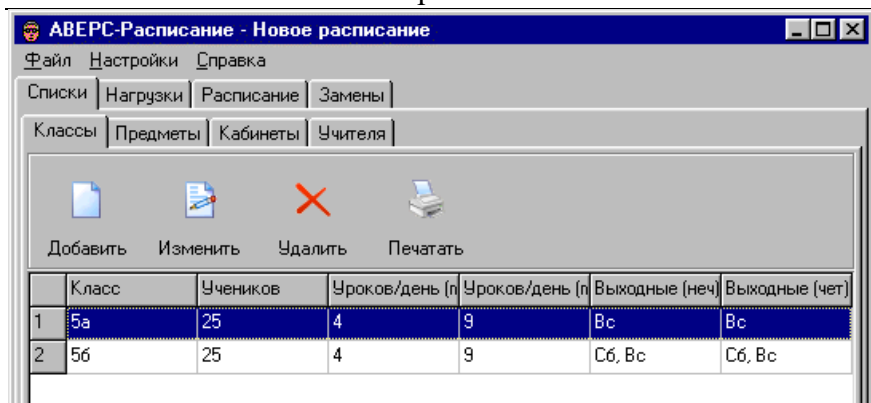 АВЕРС-Расписание - Новое расписание
Файл Настройки Справка
Списки Нагрузки Расписание Замены
Классы Предметы Кабинеты Учителя
Добавить Изменить Удалить Печатать
Класс Учеников Уроков/день (п Уроков/день (п Выходные (неч) Выходные (чет)
1 5а 25 4 9 Вс Вс
2 5б 25 4 9 Сб, Вс Сб, Вс